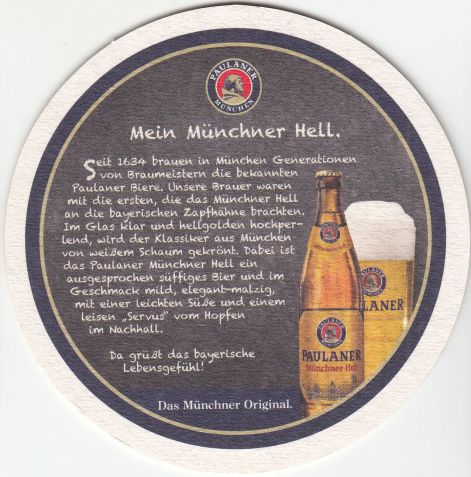 PAULANER
MÜNCHEN
Mein Münchner Hell.
Seit 1634 brauen in München Generationen
von Braumeistern die bekannten
Paulaner Biere. Unsere Brauer waren
mit die ersten, die das Münchner Hell
an die bayerischen Zapfhähne brachten.
Im Glas klar und hellgolden hochper-
lend, wird der Klassiker aus München
von weißem Schaum gekrönt. Dabei ist
das Paulaner Münchner Hell ein
ausgesprochen süffiges Bier und im
Geschmack mild, elegant-malzig,
mit einer leichten Süße und einem
leisen „Servus" vom Hopfen
im Nachhall.
Da grüßt das bayerische
Lebensgefühl!
LANER
PAULANER
Münchner Hell
Das Münchner Original.